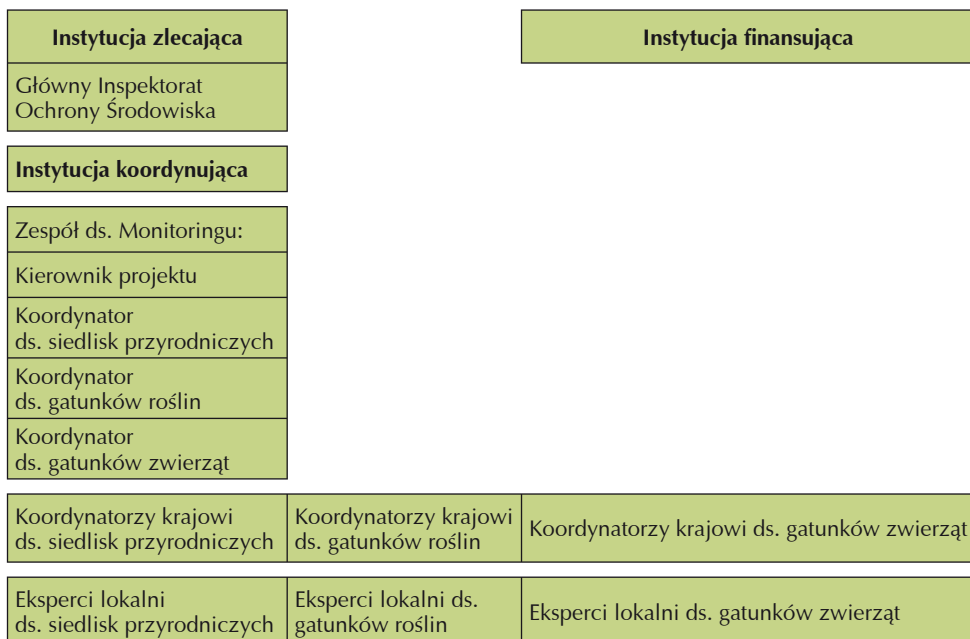 Instytucja zlecająca
Instytucja finansująca
Główny Inspektorat
Ochrony Środowiska
Instytucja koordynująca
Zespół ds. Monitoringu:
Kierownik projektu
Koordynator
ds. siedlisk przyrodniczych
Koordynator
ds. gatunków roślin
Koordynator
ds. gatunków zwierząt
Koordynatorzy krajowi
ds. siedlisk przyrodniczych
Koordynatorzy krajowi
ds. gatunków roślin
Koordynatorzy krajowi ds. gatunków zwierząt
Eksperci lokalni
ds. siedlisk przyrodniczych
Eksperci lokalni ds.
gatunków roślin
Eksperci lokalni ds. gatunków zwierząt